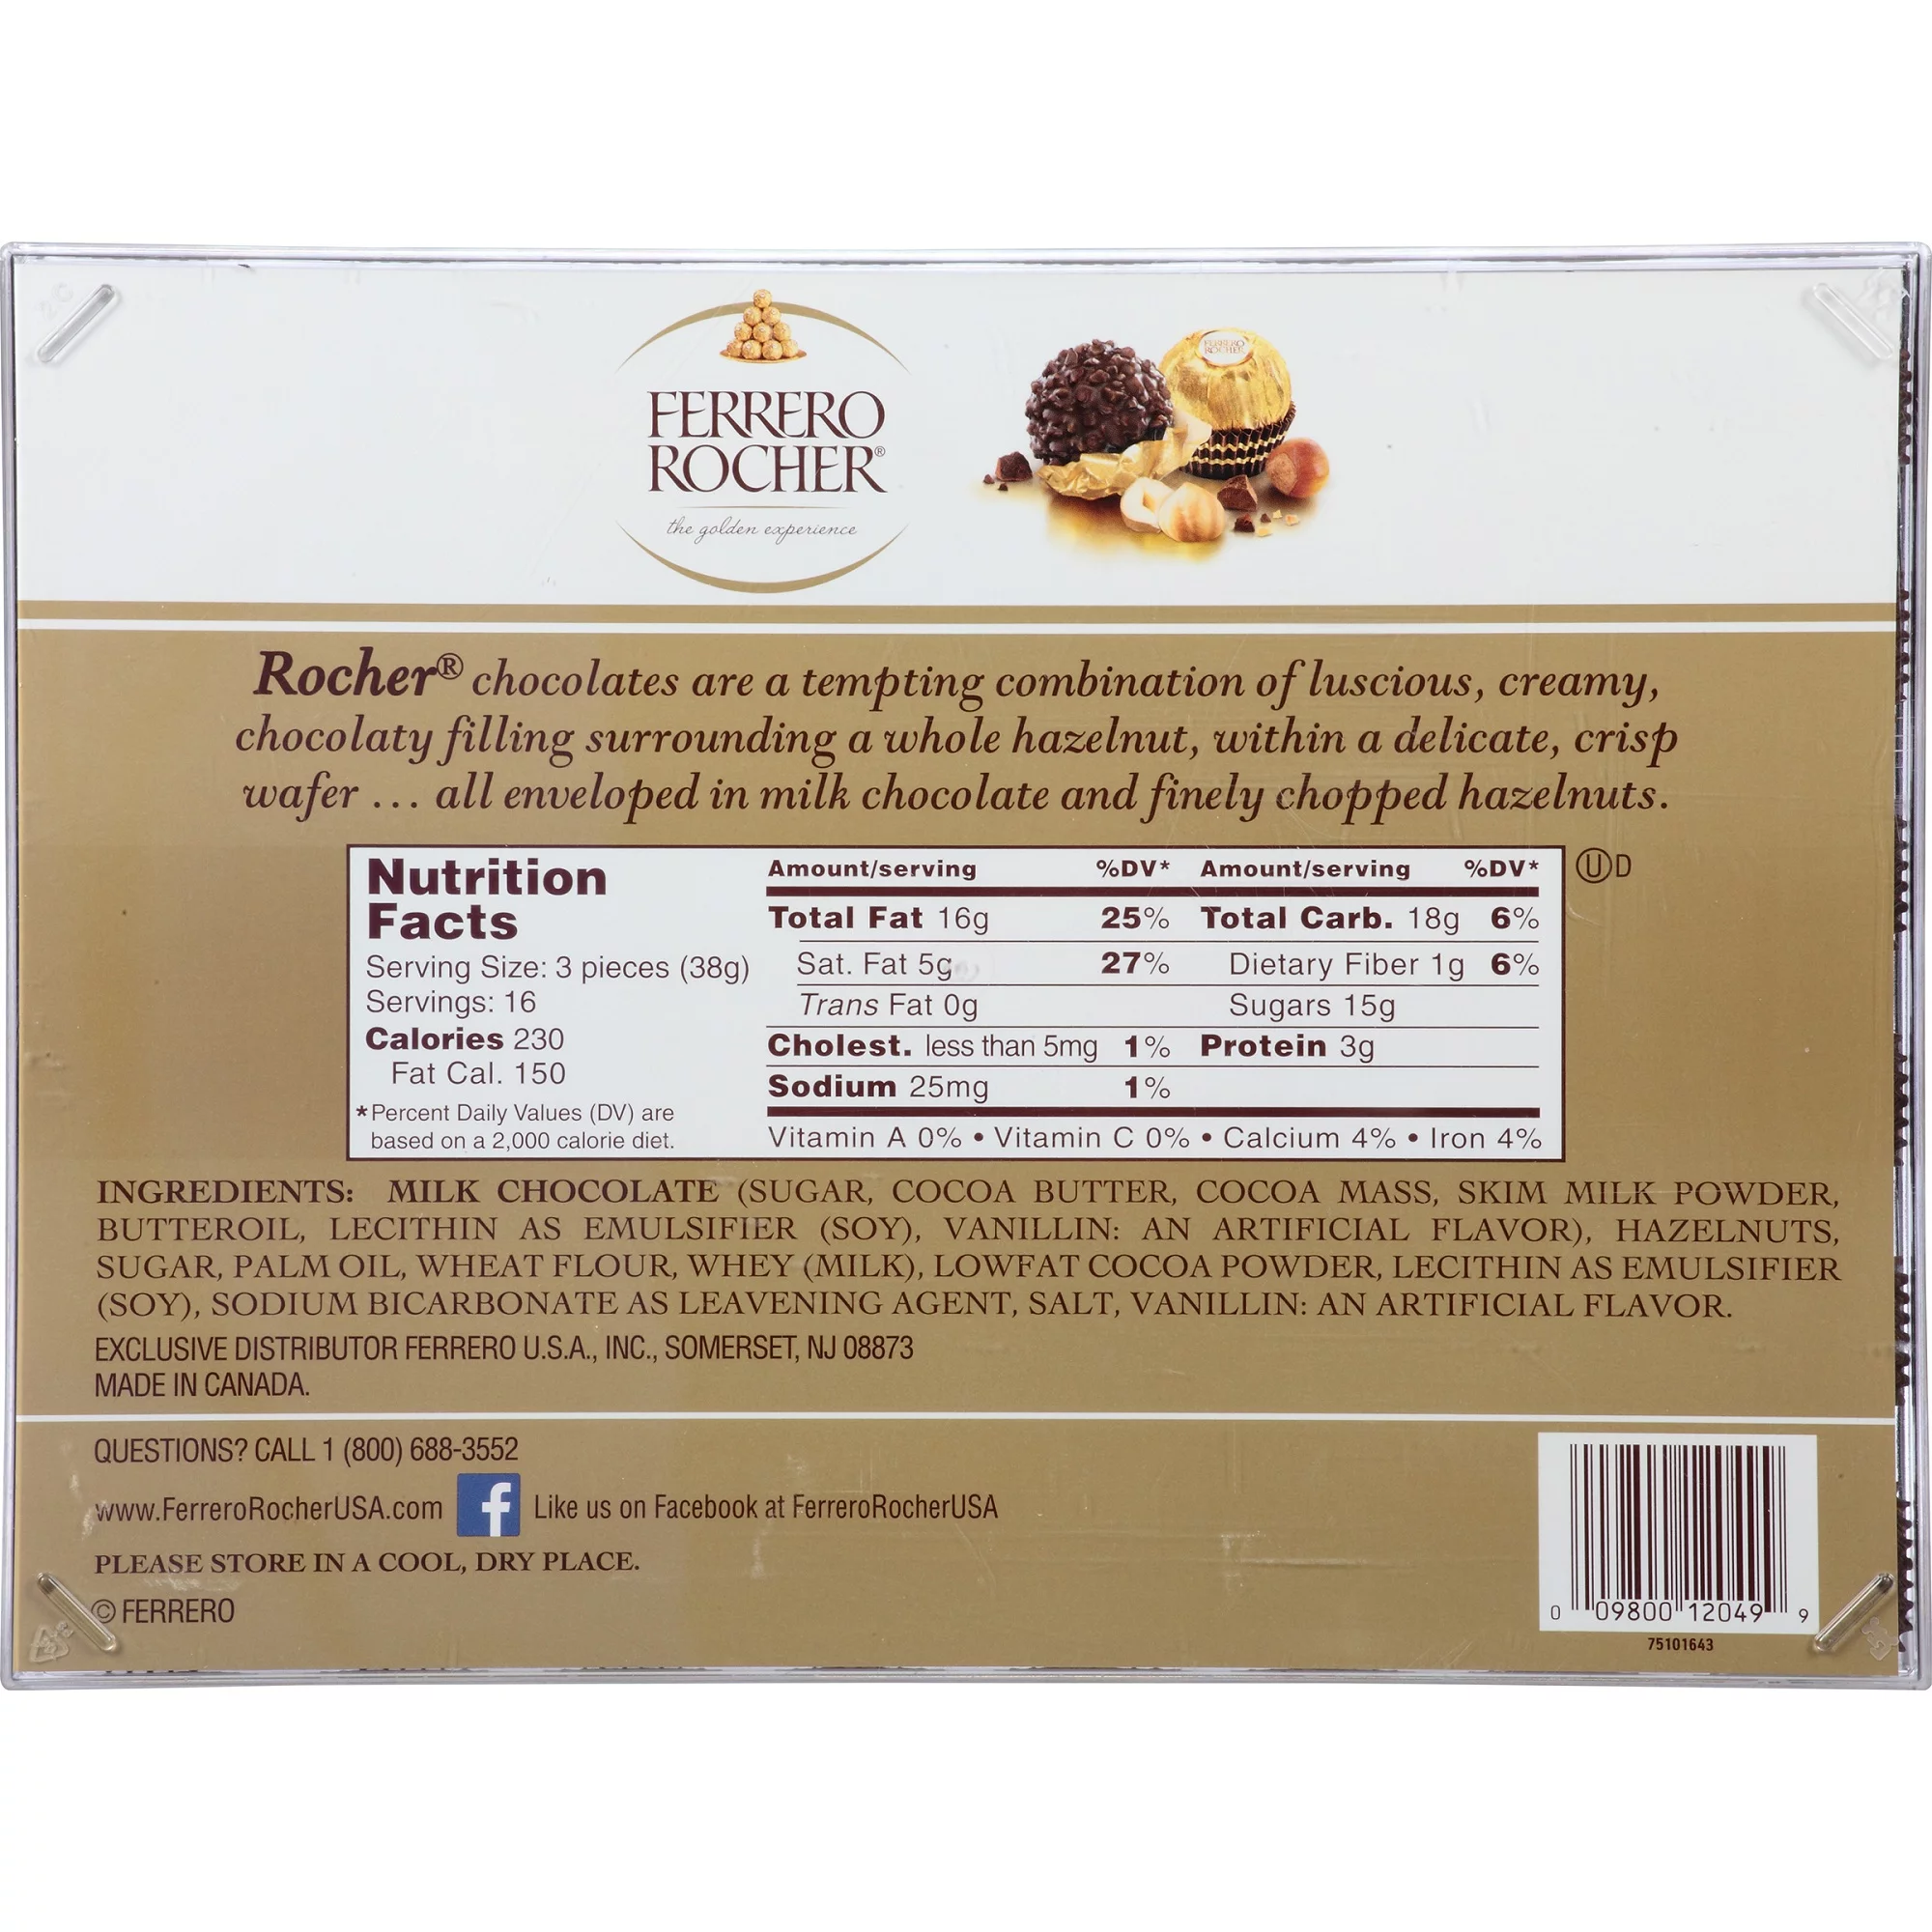 FERRERO
ROCHER®
the golden experience
FERRERO
ROCHER
Rocher® chocolates are a tempting combination of luscious, creamy,
chocolaty filling surrounding a whole hazelnut, within a delicate, crisp
wafer ... all enveloped in milk chocolate and finely chopped hazelnuts.
Nutrition
Facts
Serving Size: 3 pieces (38g)
Servings: 16
Calories 230
Fat Cal. 150
*Percent Daily Values (DV) are
based on a 2,000 calorie diet.
Amount/serving %DV* Amount/serving %DV*
Total Fat 16g 25% Total Carb. 18g 6%
Sat. Fat 5g 27% Dietary Fiber 1g 6%
Trans Fat 0g Sugars 15g
Cholest. less than 5mg 1% Protein 3g
Sodium 25mg 1%
Vitamin A 0% • Vitamin C 0% • Calcium 4% • Iron 4%
Ⓤ D
INGREDIENTS: MILK CHOCOLATE (SUGAR, COCOA BUTTER, COCOA MASS, SKIM MILK POWDER,
BUTTEROIL, LECITHIN AS EMULSIFIER (SOY), VANILLIN: AN ARTIFICIAL FLAVOR), HAZELNUTS,
SUGAR, PALM OIL, WHEAT FLOUR, WHEY (MILK), LOWFAT COCOA POWDER, LECITHIN AS EMULSIFIER
(SOY), SODIUM BICARBONATE AS LEAVENING AGENT, SALT, VANILLIN: AN ARTIFICIAL FLAVOR.
EXCLUSIVE DISTRIBUTOR FERRERO U.S.A., INC., SOMERSET, NJ 08873
MADE IN CANADA.
QUESTIONS? CALL 1 (800) 688-3552
www.FerreroRocherUSA.com f Like us on Facebook at FerreroRocherUSA
PLEASE STORE IN A COOL, DRY PLACE.
© FERRERO
0 09800 12049 9
75101643